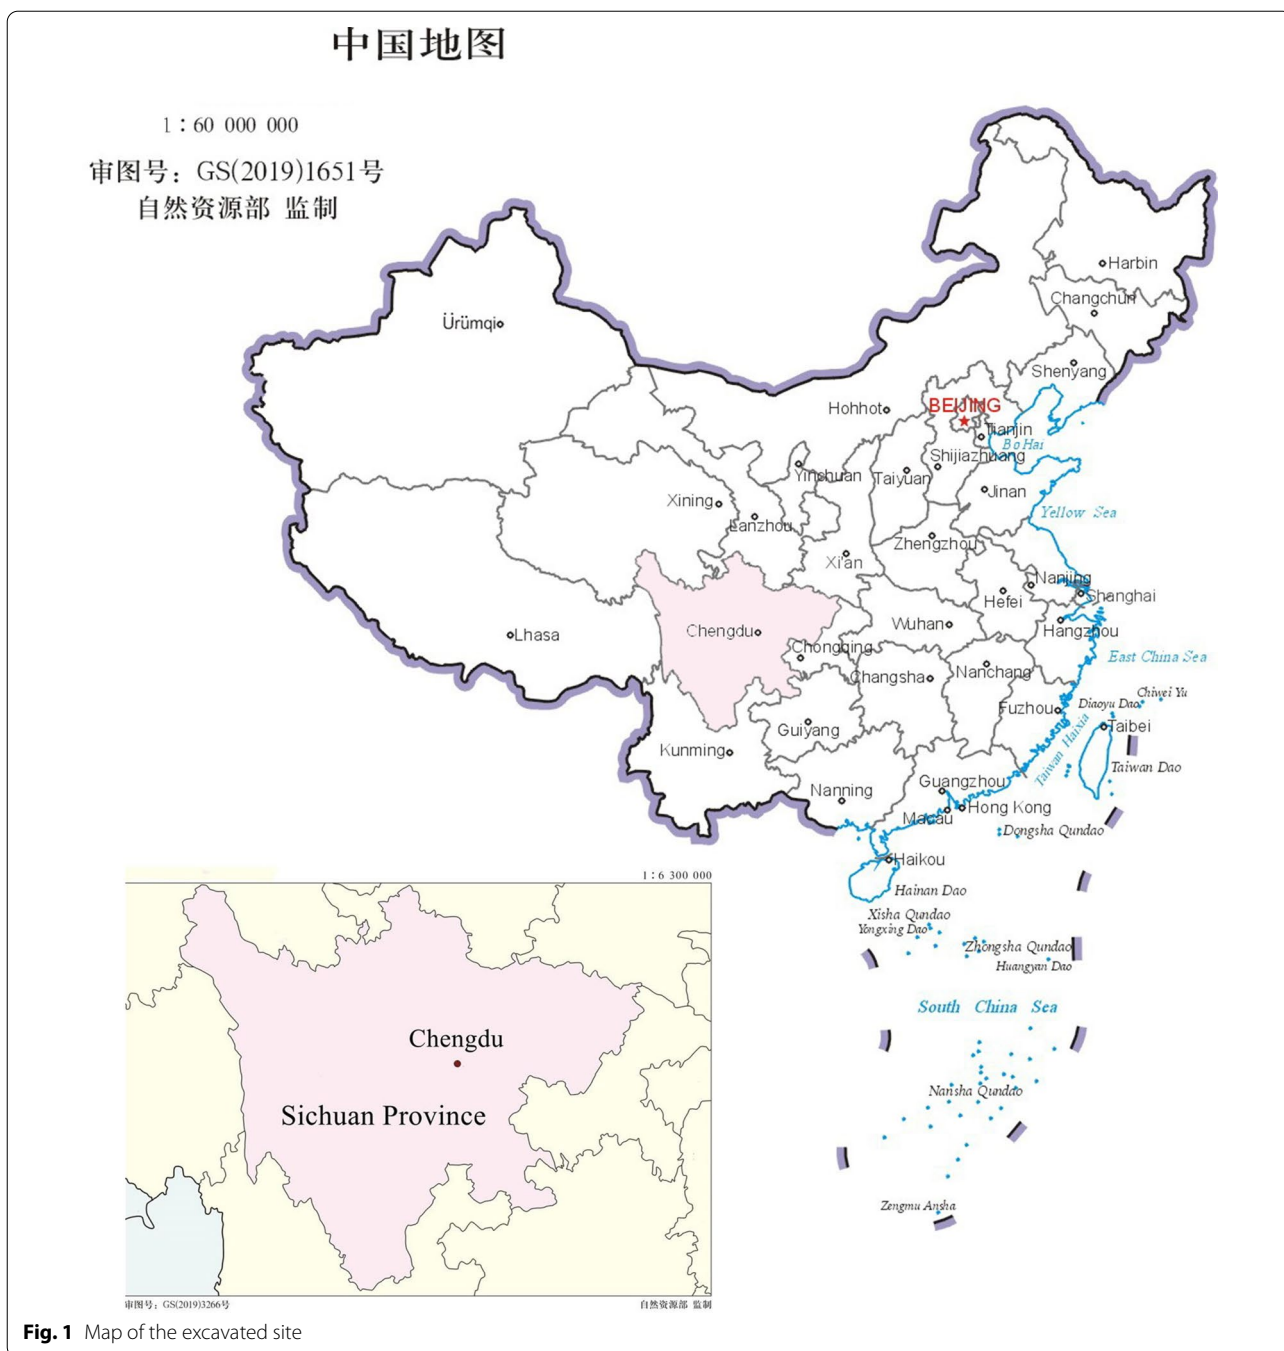 中国地图
1：60 000 000
审图号：GS(2019)1651号
自然资源部 监制
Harbin
Changchun
Ürümqi
Shenyang
Hohhot
BEIJING
Tianjin
Bo Hai
Shijiazhuang
Yinchuan
Taiyuan
Jinan
Xining
Lanzhou
Yellow Sea
Zhengzhou
Xi'an
Nanjing
Hefei
Shanghai
Wuhan
Hangzhou
Lhasa
Chengdu
Chongqing
East China Sea
Nanchang
Changsha
Chiwei Yu
Diaoyu Dao
Fuzhou
Taibei
Guiyang
Taiwan Haixia
Kunming
Taiwan Dao
Guangzhou
Nanning
Hong Kong
Macau
Dongsha Qundao
Haikou
Hainan Dao
Xisha Qundao
Yongxing Dao
Zhongsha Qundao
Huangyan Dao
South China Sea
Nansha Qundao
Zengmu Ansha
1：6 300 000
Chengdu
Sichuan Province
审图号：GS(2019)3266号
自然资源部 监制
Fig. 1 Map of the excavated site